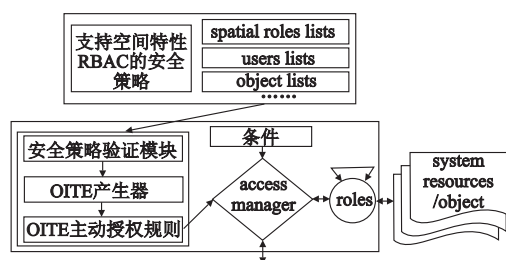 支持空间特性
RBAC的安全
策略
spatial roles lists
users lists
object lists
……
安全策略验证模块
OITE产生器
OITE主动授权规则
条件
access
manager
roles
system
resources
/object